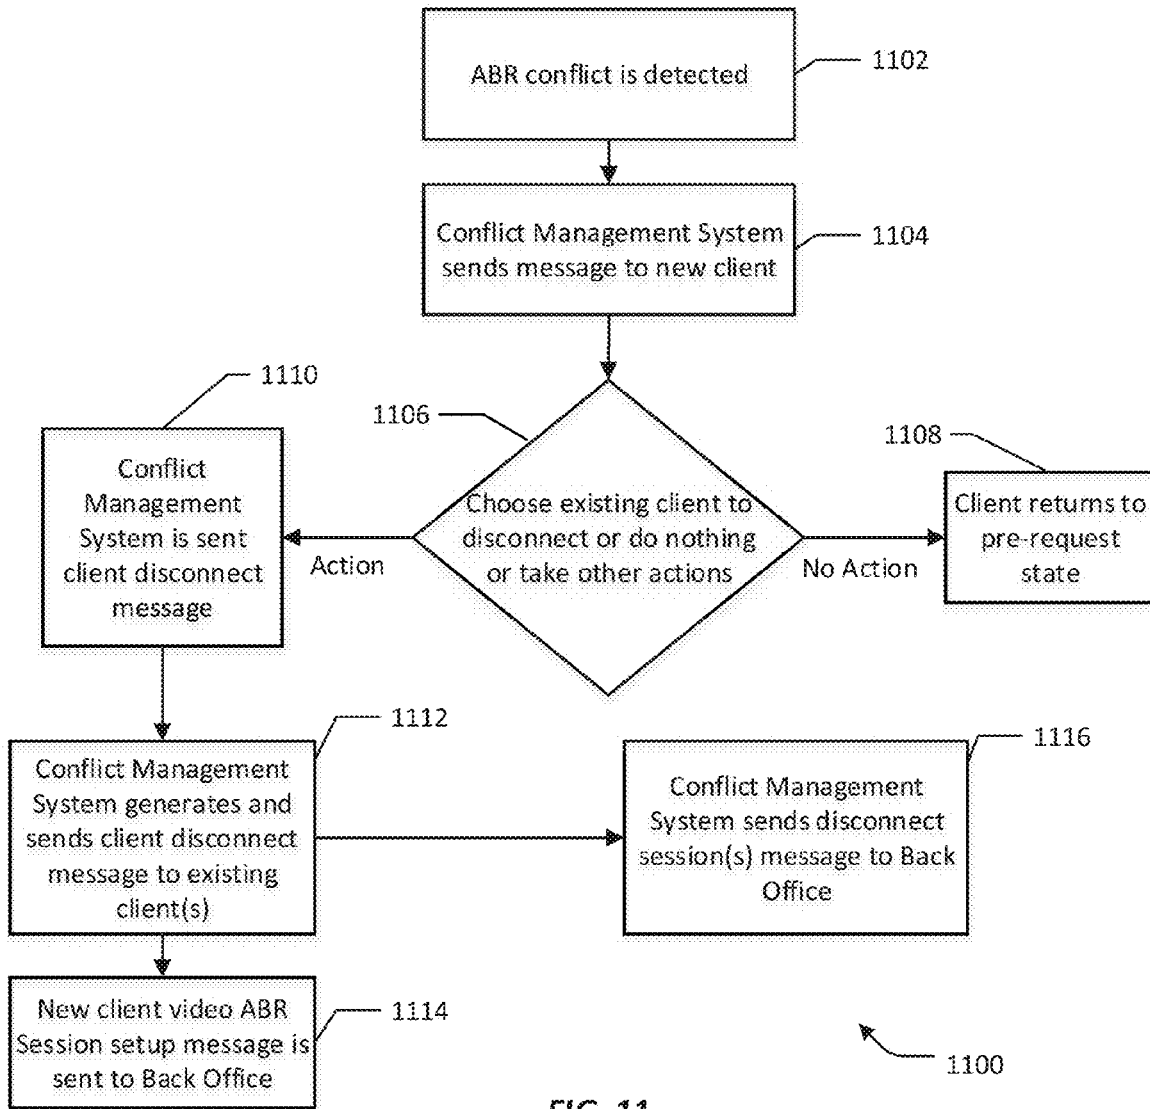 ABR conflict is detected
1102
Conflict Management System
sends message to new client
1104
1110
1106
1108
Conflict
Management
System is sent
client disconnect
message
Action
Choose existing client to
disconnect or do nothing
or take other actions
No Action
Client returns to
pre-request
state
1112
1116
Conflict Management
System generates and
sends client disconnect
message to existing
client(s)
Conflict Management
System sends disconnect
session(s) message to Back
Office
New client video ABR
Session setup message is
sent to Back Office
1114
1100
FIG. 11